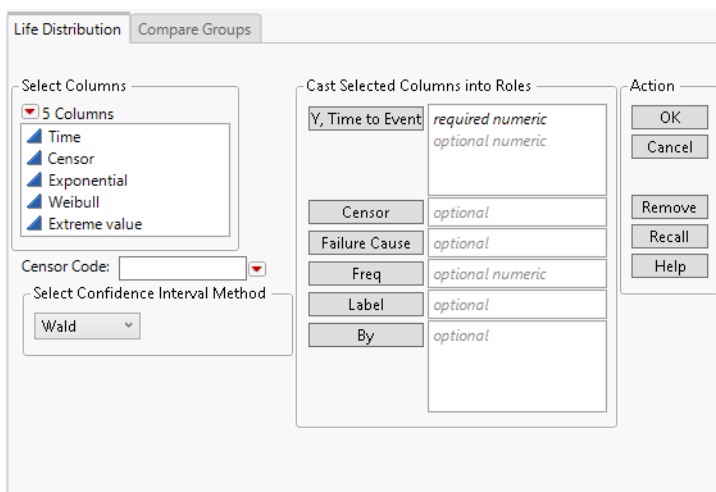 Life Distribution
Compare Groups
Select Columns
5 Columns
Time
Censor
Exponential
Weibull
Extreme value
Censor Code:
Select Confidence Interval Method
Wald
Cast Selected Columns into Roles
Y, Time to Event
required numeric
optional numeric
Censor
optional
Failure Cause
optional
Freq
optional numeric
Label
optional
By
optional
Action
OK
Cancel
Remove
Recall
Help